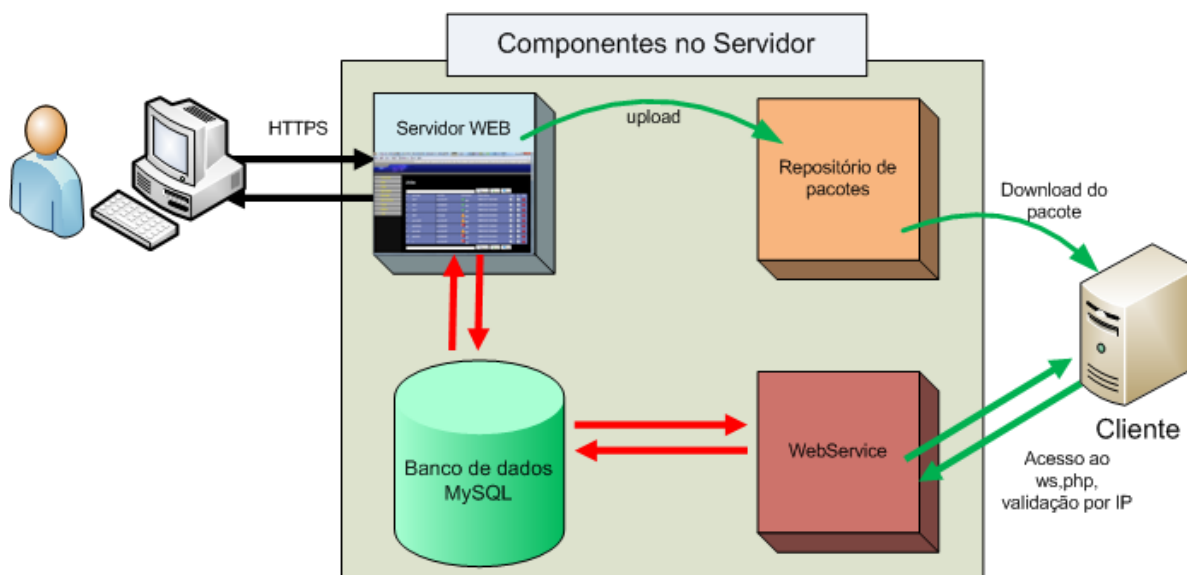 Componentes no Servidor
HTTPS
Servidor WEB
upload
Repositório de
pacotes
Download do
pacote
Banco de dados
MySQL
WebService
Cliente
Acesso ao
ws,php,
validação por IP